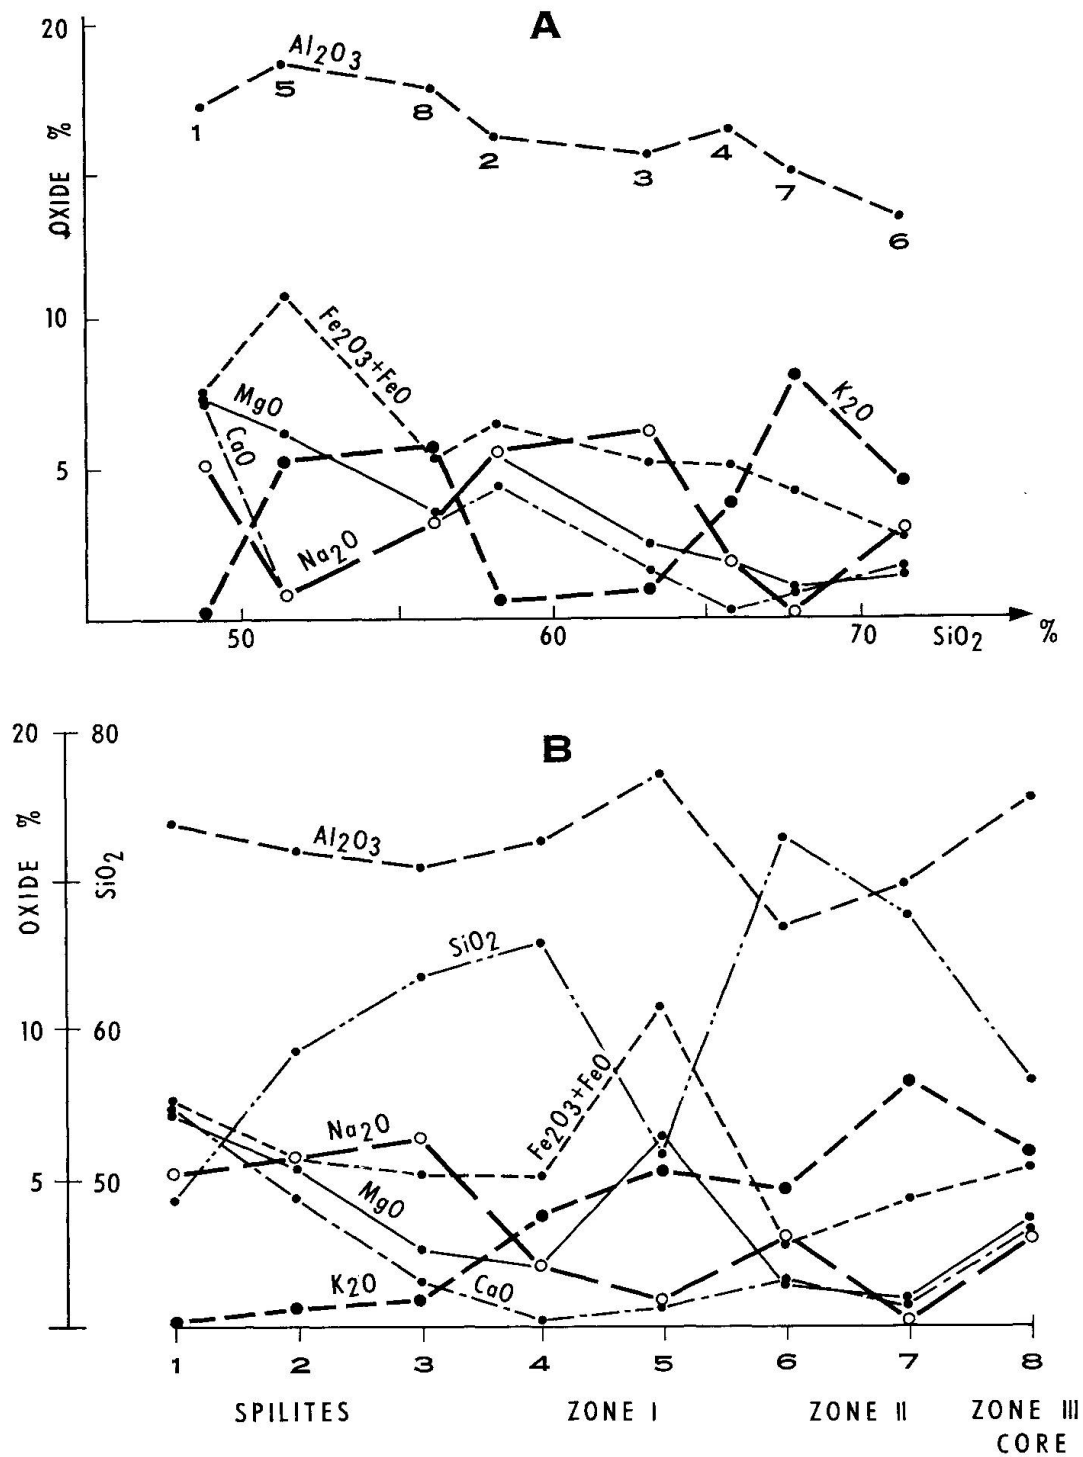 A
20
Al2O3
OXIDE %
1 5 8 2 3 4 7 6
10
Fe2O3+FeO
MgO
K2O
CaO
5
Na2O
50 60 70 SiO2 %
B
20 80
OXIDE % SiO2
Al2O3
SiO2
10 60
Fe2O3+FeO
Na2O
5 50
MgO
K2O CaO
1 2 3 4 5 6 7 8
SPILITES ZONE I ZONE II ZONE III
CORE